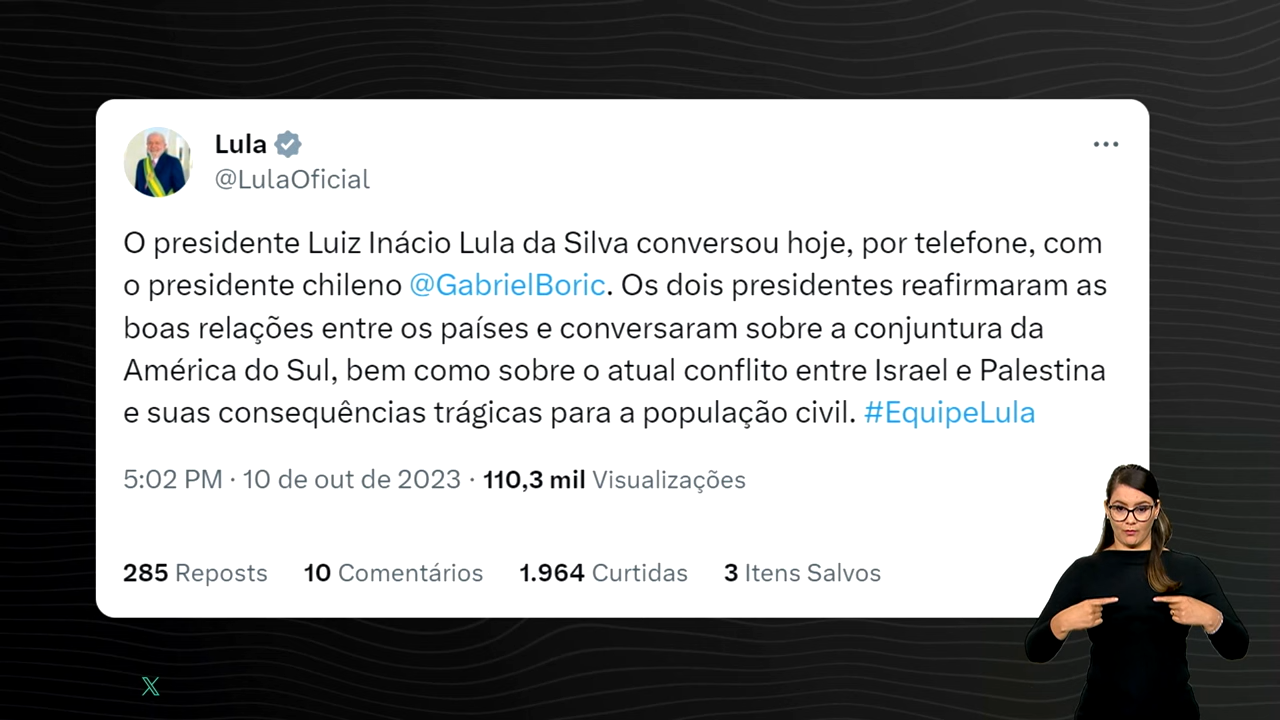 Lula
@LulaOficial
O presidente Luiz Inácio Lula da Silva conversou hoje, por telefone, com
o presidente chileno @GabrielBoric. Os dois presidentes reafirmaram as
boas relações entre os países e conversaram sobre a conjuntura da
América do Sul, bem como sobre o atual conflito entre Israel e Palestina
e suas consequências trágicas para a população civil. #EquipeLula
5:02 PM · 10 de out de 2023 · 110,3 mil Visualizações
285 Reposts 10 Comentários 1.964 Curtidas 3 Itens Salvos